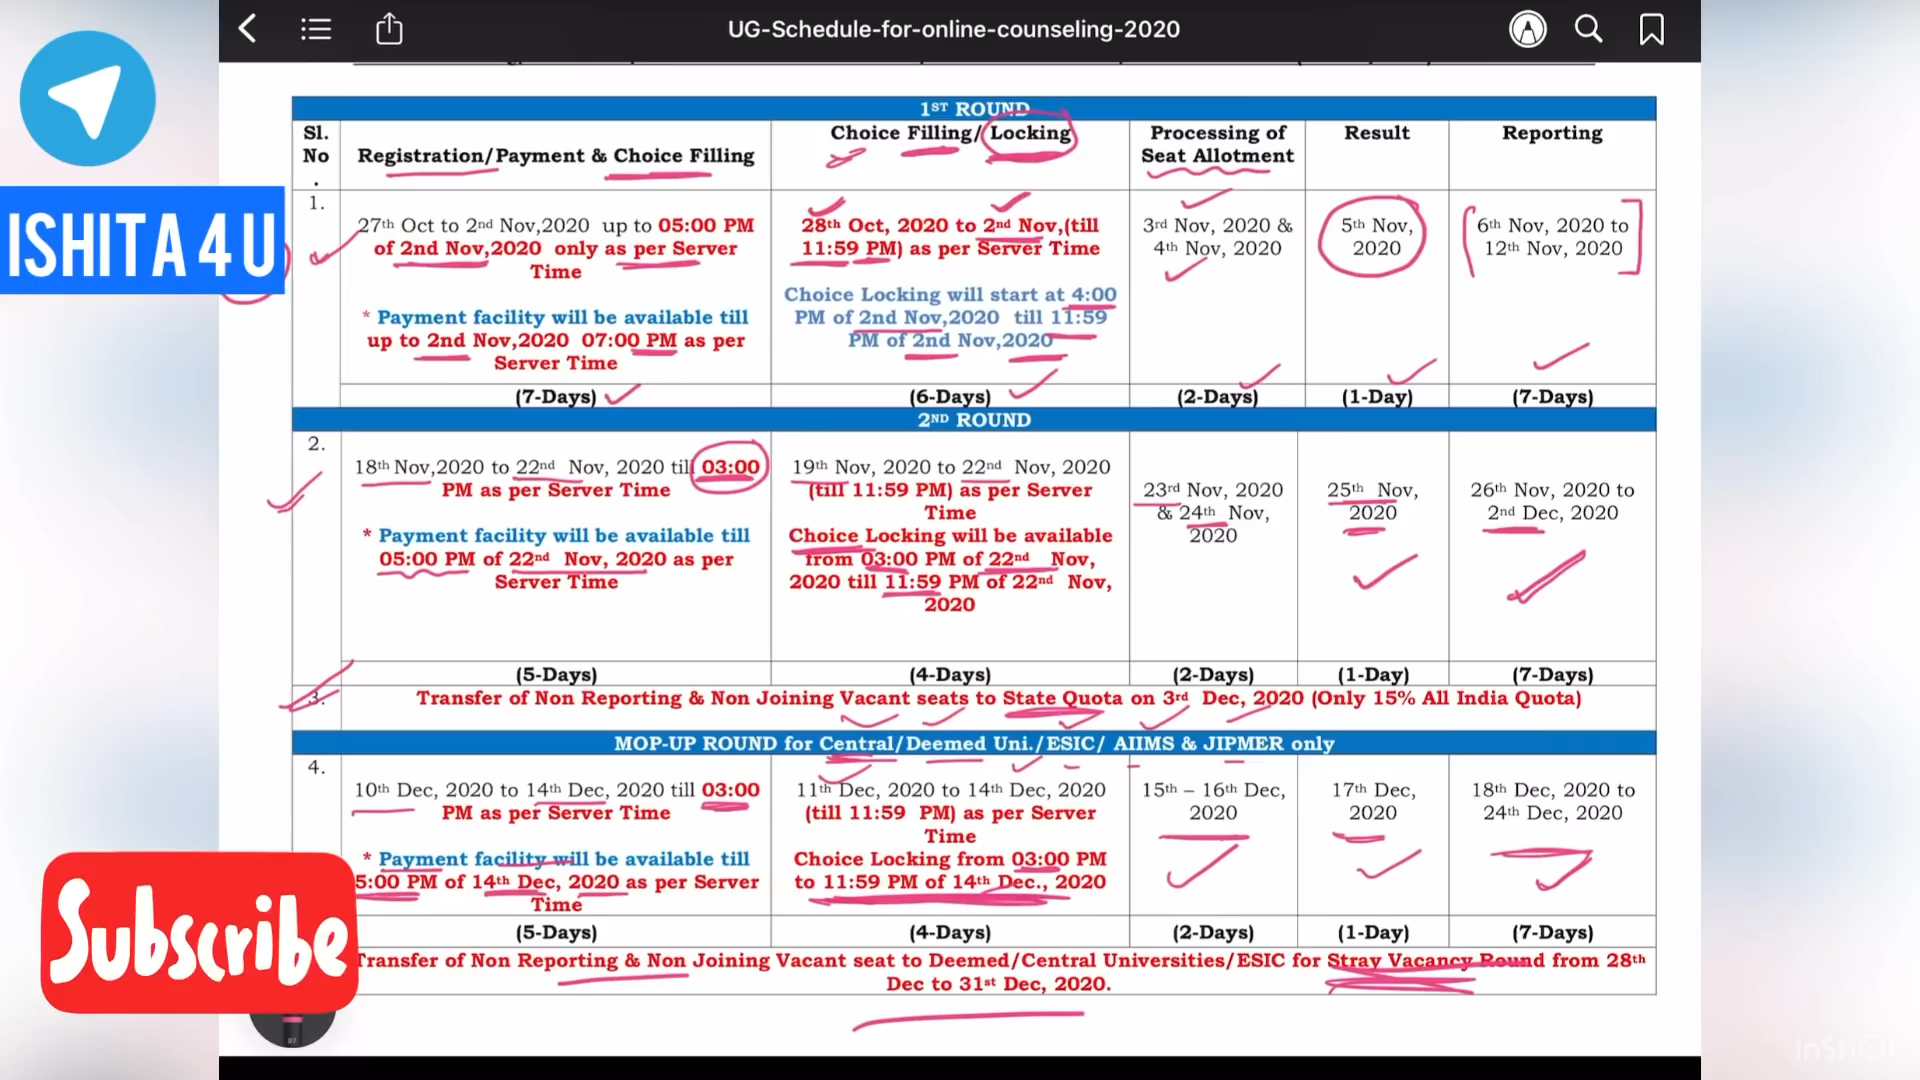 UG-Schedule-for-online-counseling-2020
ISHITA 4 U
1ST ROUND
Sl.
No
.
Registration/Payment & Choice Filling
Choice Filling/ Locking
Processing of
Seat Allotment
Result
Reporting
1.
27th Oct to 2nd Nov,2020 up to 05:00 PM
of 2nd Nov,2020 only as per Server
Time
* Payment facility will be available till
up to 2nd Nov,2020 07:00 PM as per
Server Time
28th Oct, 2020 to 2nd Nov,(till
11:59 PM) as per Server Time
Choice Locking will start at 4:00
PM of 2nd Nov,2020 till 11:59
PM of 2nd Nov,2020
3rd Nov, 2020 &
4th Nov, 2020
5th Nov,
2020
6th Nov, 2020 to
12th Nov, 2020
(7-Days)
(6-Days)
(2-Days)
(1-Day)
(7-Days)
2ND ROUND
2.
18th Nov,2020 to 22nd Nov, 2020 till 03:00
PM as per Server Time
* Payment facility will be available till
05:00 PM of 22nd Nov, 2020 as per
Server Time
19th Nov, 2020 to 22nd Nov, 2020
(till 11:59 PM) as per Server
Time
Choice Locking will be available
from 03:00 PM of 22nd Nov,
2020 till 11:59 PM of 22nd Nov,
2020
23rd Nov, 2020
& 24th Nov,
2020
25th Nov,
2020
26th Nov, 2020 to
2nd Dec, 2020
(5-Days)
(4-Days)
(2-Days)
(1-Day)
(7-Days)
3.
Transfer of Non Reporting & Non Joining Vacant seats to State Quota on 3rd Dec, 2020 (Only 15% All India Quota)
MOP-UP ROUND for Central/Deemed Uni./ESIC/ AIIMS & JIPMER only
4.
10th Dec, 2020 to 14th Dec, 2020 till 03:00
PM as per Server Time
* Payment facility will be available till
5:00 PM of 14th Dec, 2020 as per Server
Time
11th Dec, 2020 to 14th Dec, 2020
(till 11:59 PM) as per Server
Time
Choice Locking from 03:00 PM
to 11:59 PM of 14th Dec., 2020
15th – 16th Dec,
2020
17th Dec,
2020
18th Dec, 2020 to
24th Dec, 2020
(5-Days)
(4-Days)
(2-Days)
(1-Day)
(7-Days)
Transfer of Non Reporting & Non Joining Vacant seat to Deemed/Central Universities/ESIC for Stray Vacancy Round from 28th
Dec to 31st Dec, 2020.
Subscribe
97
InShOt